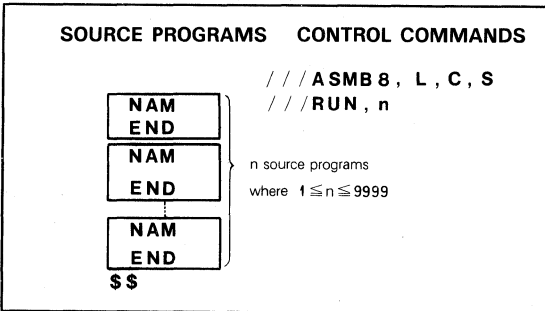 SOURCE PROGRAMS CONTROL COMMANDS
///ASMB8, L, C, S
///RUN, n
NAM
END
NAM
END
NAM
END
n source programs
where 1≦n≦9999
$$